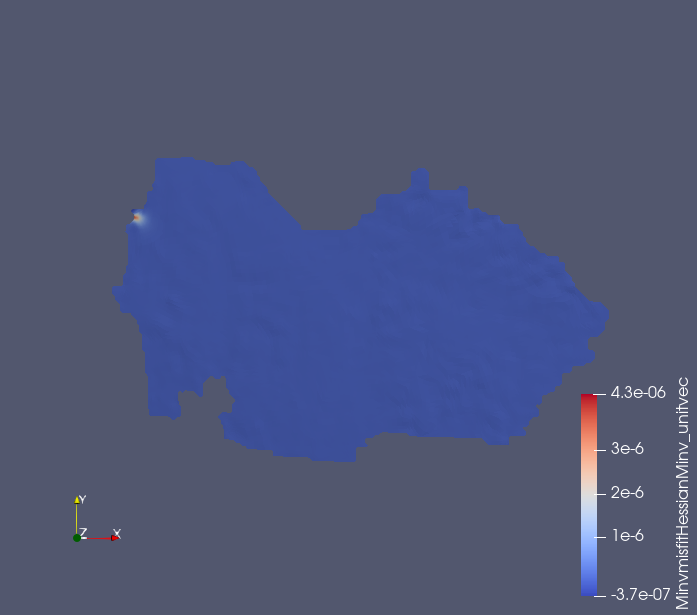 4.3e-06
3e-6
2e-6
1e-6
-3.7e-07
MinvmisfitHessianMinv_unitvec
Y
Z
X